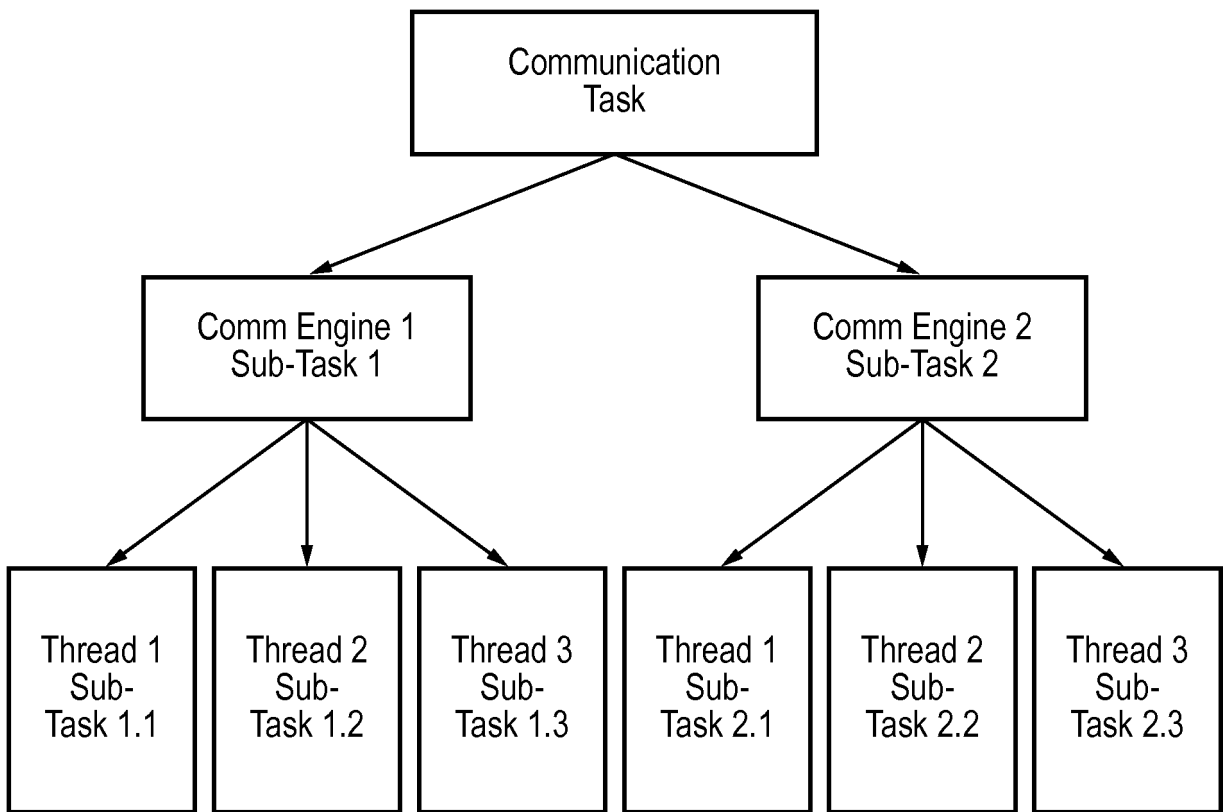 Communication
Task
Comm Engine 1
Sub-Task 1
Comm Engine 2
Sub-Task 2
Thread 1
Sub-
Task 1.1
Thread 2
Sub-
Task 1.2
Thread 3
Sub-
Task 1.3
Thread 1
Sub-
Task 2.1
Thread 2
Sub-
Task 2.2
Thread 3
Sub-
Task 2.3